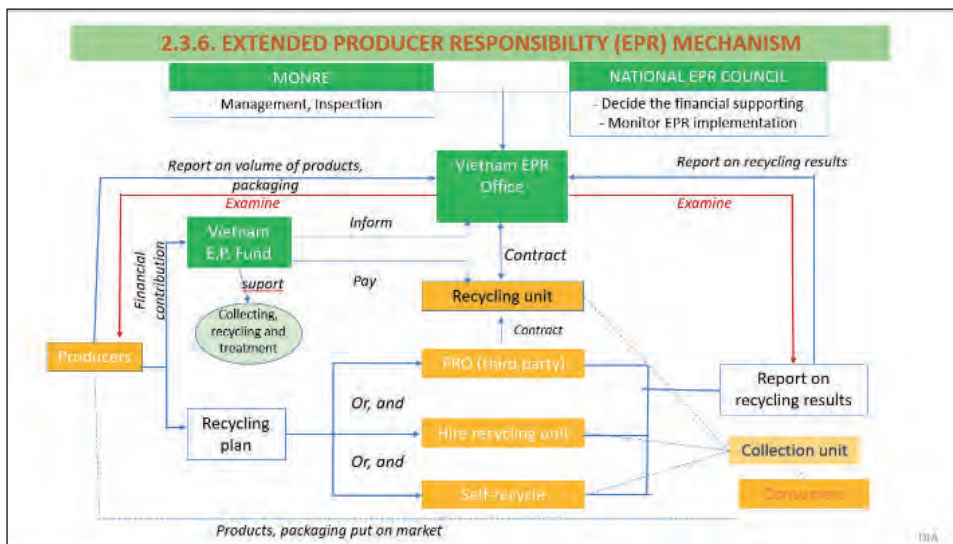 2.3.6. EXTENDED PRODUCER RESPONSIBILITY (EPR) MECHANISM
MONRE
Management, Inspection
NATIONAL EPR COUNCIL
- Decide the financial supporting
- Monitor EPR implementation
Report on volume of products,
packaging
Examine
Vietnam EPR
Office
Report on recycling results
Examine
Financial
contribution
Vietnam
E.P. Fund
Inform
Pay
Contract
suport
Collecting,
recycling and
treatment
Recycling unit
Contract
Producers
PRO (third party)
Or, and
Recycling
plan
Hire recycling unit
Or, and
Self-recycle
Report on
recycling results
Collection unit
Consumers
Products, packaging put on market